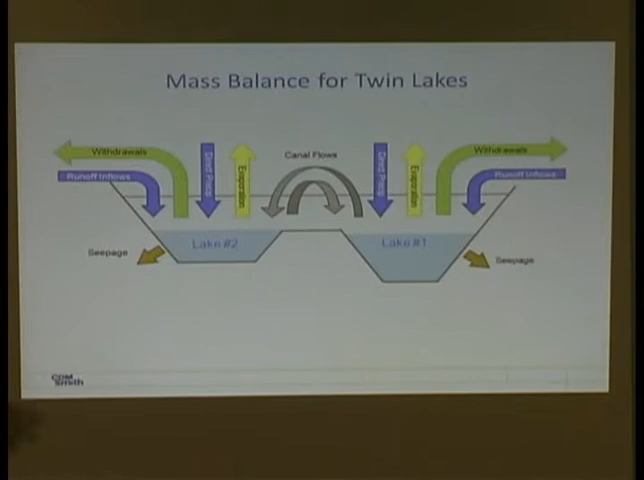 Mass Balance for Twin Lakes
Withdrawals
Runoff Inflows
Direct Precip
Evaporation
Canal Flows
Direct Precip
Evaporation
Withdrawals
Runoff Inflows
Seepage
Lake #2
Lake #1
Seepage
CDM
Smith